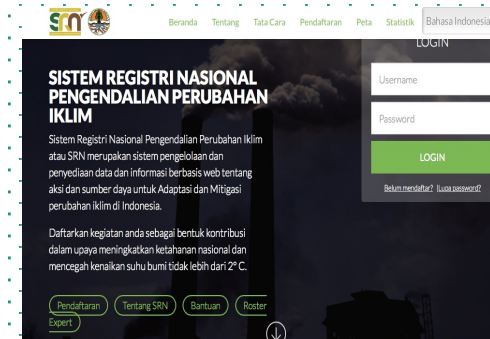 srn
Beranda Tentang Tata Cara Pendaftaran Peta Statistik Bahasa Indonesia
LOGIN
SISTEM REGISTRI NASIONAL
PENGENDALIAN PERUBAHAN
IKLIM
Username
Sistem Registri Nasional Pengendalian Perubahan Iklim
atau SRN merupakan sistem pengelolaan dan
penyediaan data dan informasi berbasis web tentang
aksi dan sumber daya untuk Adaptasi dan Mitigasi
perubahan iklim di Indonesia.
Password
LOGIN
Belum mendaftar? |Lupa password?
Daftarkan kegiatan anda sebagai bentuk kontribusi
dalam upaya meningkatkan ketahanan nasional dan
mencegah kenaikan suhu bumi tidak lebih dari 2° C.
Pendaftaran Tentang SRN Bantuan Roster
Expert